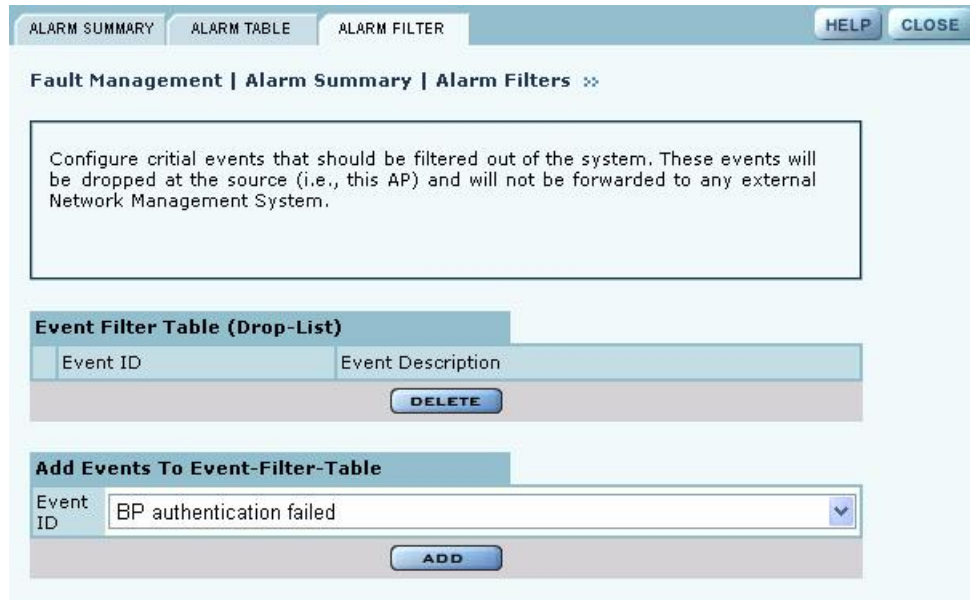 ALARM SUMMARY ALARM TABLE ALARM FILTER HELP CLOSE
Fault Management | Alarm Summary | Alarm Filters »
Configure critial events that should be filtered out of the system. These events will
be dropped at the source (i.e., this AP) and will not be forwarded to any external
Network Management System.
Event Filter Table (Drop-List)
Event ID Event Description
DELETE
Add Events To Event-Filter-Table
Event
ID
BP authentication failed
ADD